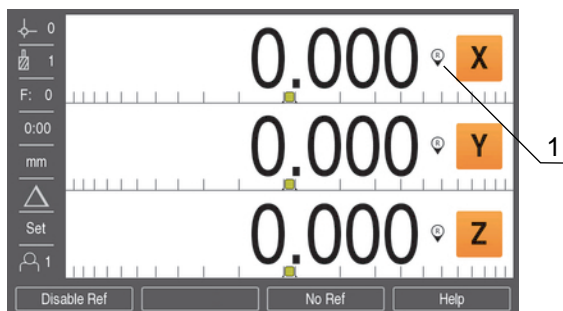 0
1
F: 0
0:00
mm
Set
1
0.000 R X
0.000 R Y
0.000 R Z
1
Disable Ref
No Ref
Help